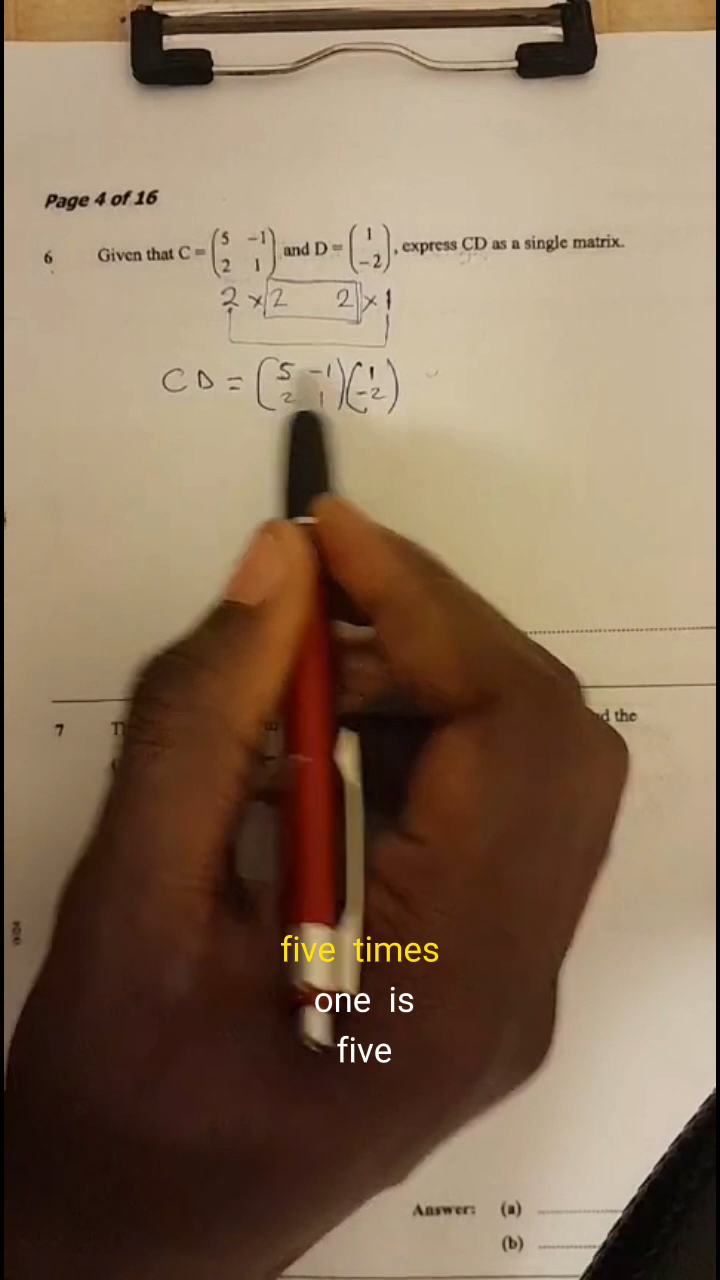 Page 4 of 16
6 Given that C = (5 -1 2 1) and D = (1 -2), express CD as a single matrix.
2 × 2 2 × 1
CD = (5 -1 2 1)(1 -2)
7
d the
five times
one is
five
Answer: (a)
(b)